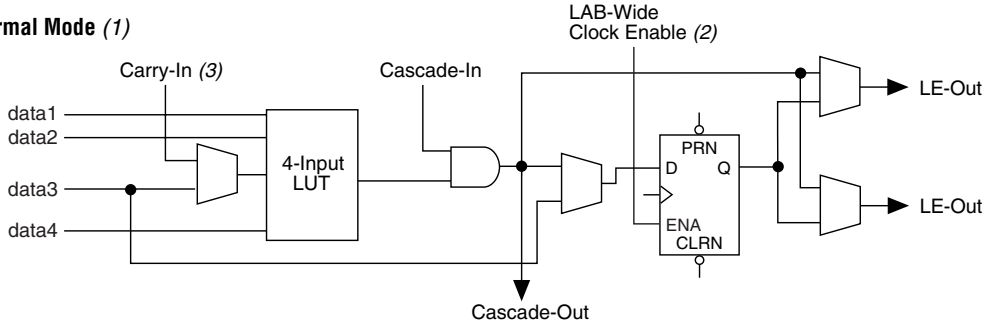 rmal Mode (1)
LAB-Wide
Clock Enable (2)
Carry-In (3)
Cascade-In
data1
data2
data3
data4
4-Input
LUT
PRN
D
Q
ENA
CLRN
LE-Out
LE-Out
Cascade-Out